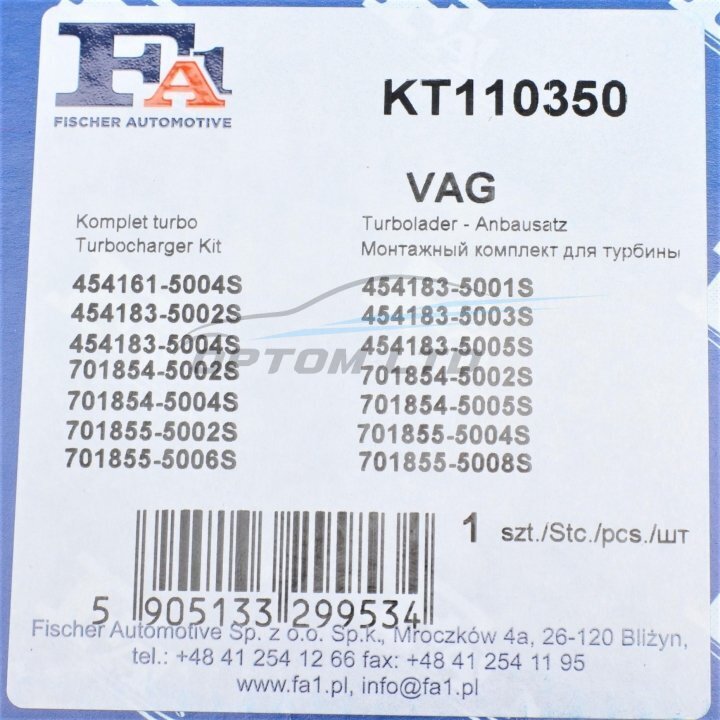 FA1
FISCHER AUTOMOTIVE
KT110350
VAG
Komplet turbo
Turbocharger Kit
Turbolader - Anbausatz
Монтажный комплект для турбины
454161-5004S
454183-5001S
454183-5002S
454183-5003S
454183-5004S
454183-5005S
OPTOM LTD
701854-5002S
701854-5002S
701854-5004S
701854-5005S
701855-5002S
701855-5004S
701855-5006S
701855-5008S
1 szt./Stc./pcs./шт
5 905133 299534
Fischer Automotive Sp. z o.o. Sp.k., Mroczków 4a, 26-120 Bliżyn,
tel.: +48 41 254 12 66 fax: +48 41 254 11 95
www.fa1.pl, info@fa1.pl